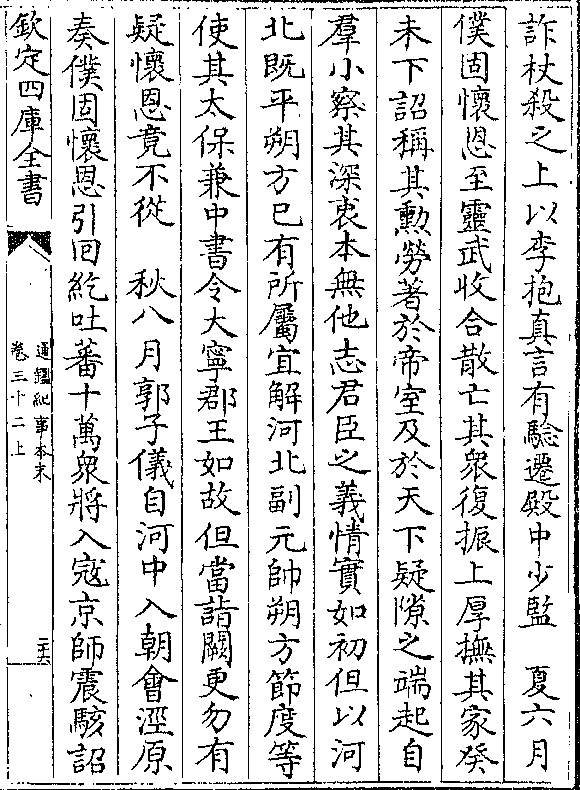 詐杖殺之上以李抱真言有驗遷殿中少監　夏六月
僕固懷恩至靈武收合散亡其衆復振上厚撫其家癸
未下詔稱其勲勞著於帝室及於天下疑隙之端起自
羣小察其深衷本無他志君臣之義情實如初但以河
北既平朔方已有所屬宜解河北副元帥朔方節度等
使其太保兼中書令大寧郡王如故但當詣闕更勿有
疑懷恩竟不從　秋八月郭子儀自河中入朝會涇原
奏僕固懷恩引回紇吐蕃十萬衆將入寇京師震駭詔
欽定四庫全書
通鑑紀事本末
卷三十二上
二十六